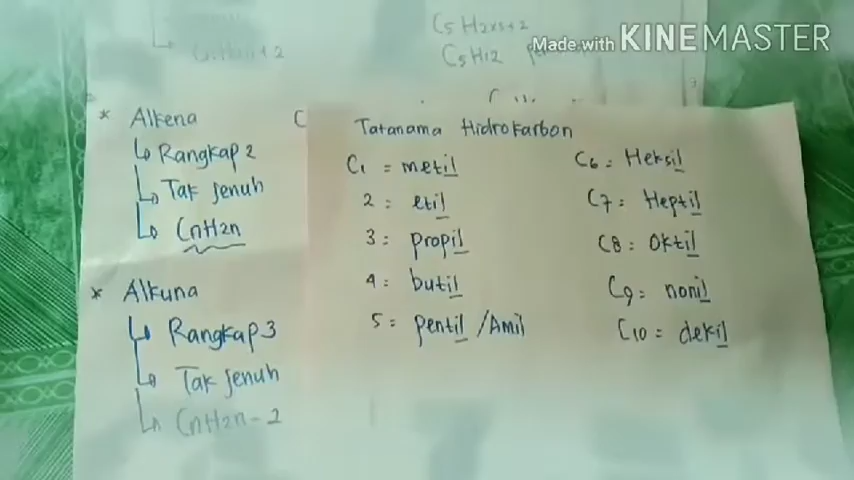 C5H2x5+2
C5H12
Made with KINEMASTER
CnH2n+2
* Alkena
Rangkap 2
Tak jenuh
CnH2n
* Alkuna
Rangkap 3
Tak jenuh
CnH2n-2
C
Tatanama Hidrokarbon
C1 = metil
2 = etil
3 = propil
4 = butil
5 = pentil /Amil
C6 = Heksil
C7 = Heptil
C8 = Oktil
C9 = nonil
C10 = dekil